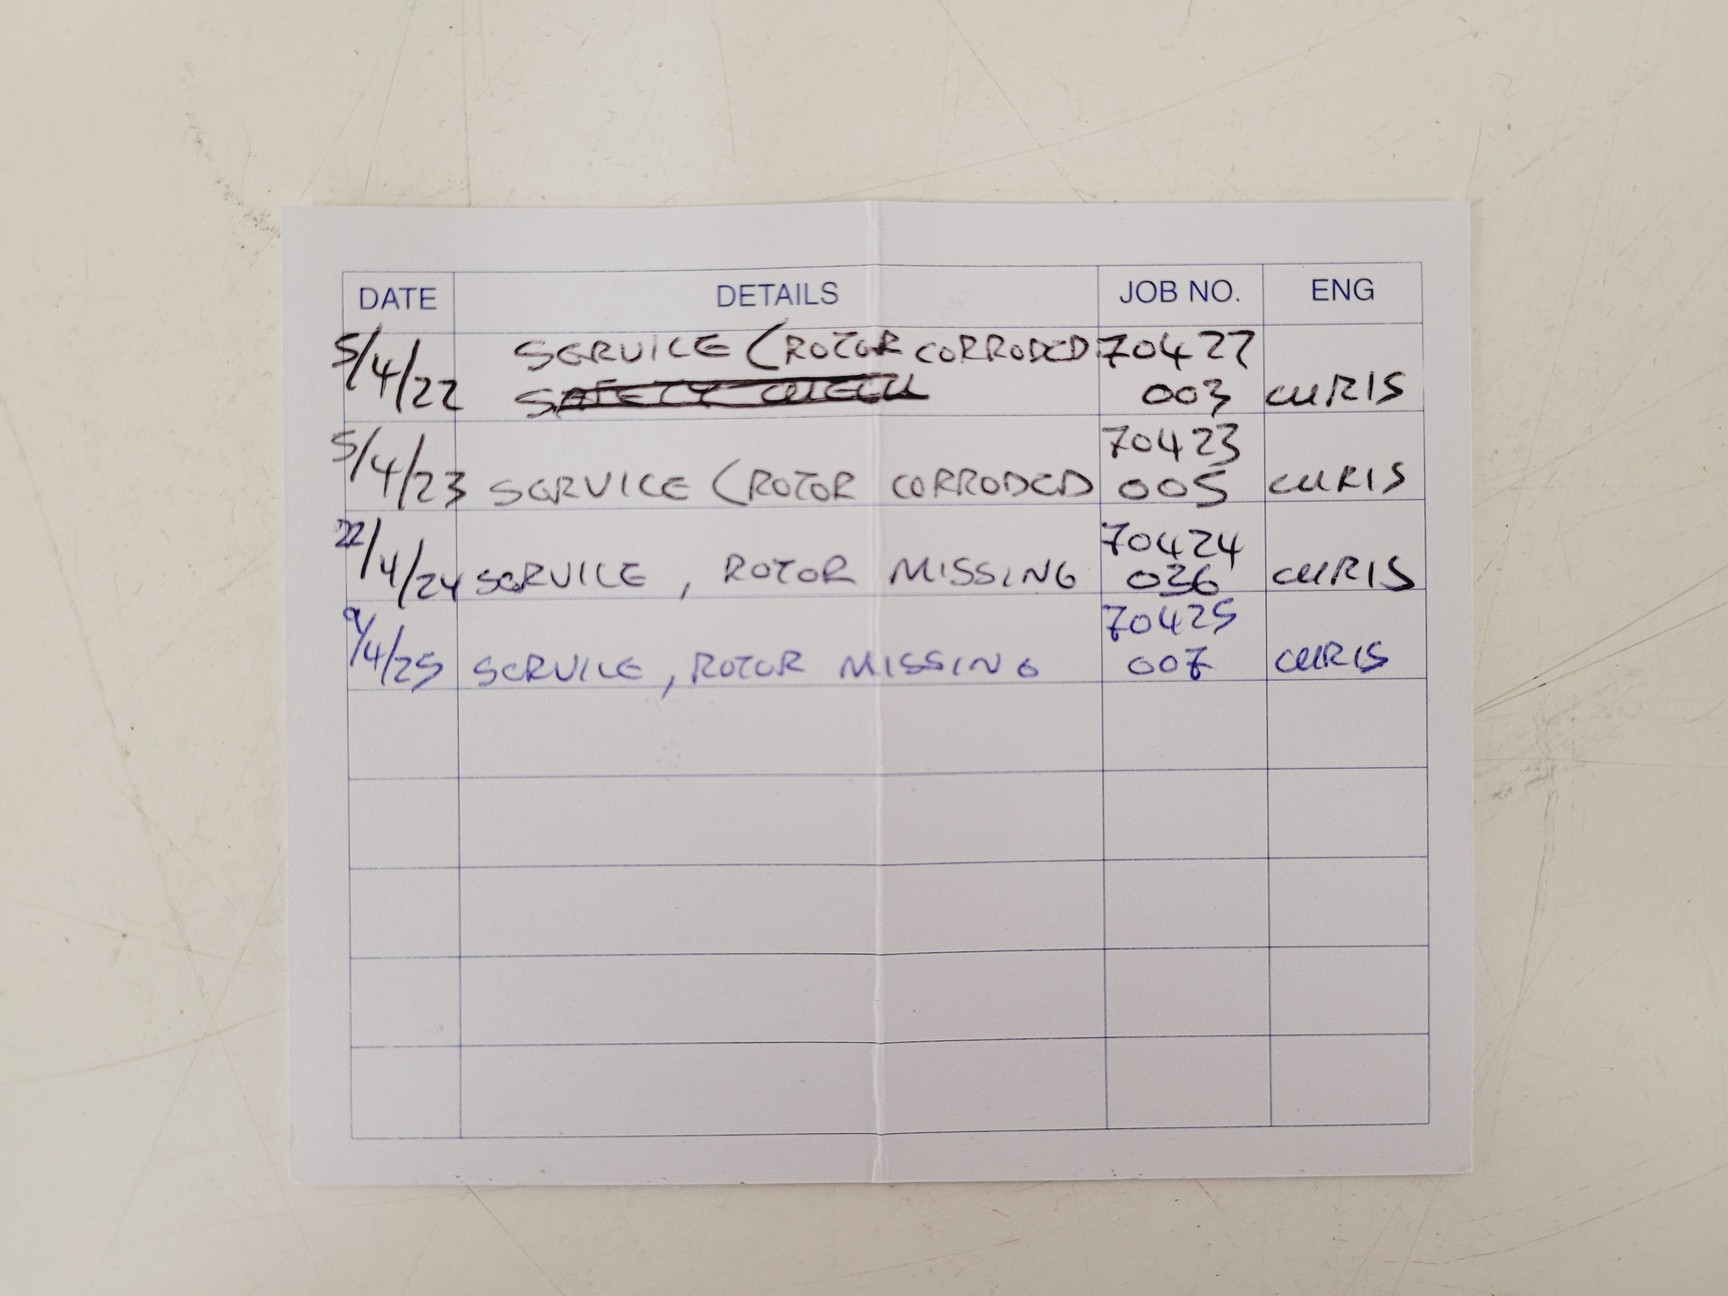 DATE DETAILS JOB NO. ENG
5/4/22 SERVICE (ROTOR CORRODED 70422
SAFETY CHECK 003 CHRIS
70423
5/4/23 SERVICE (ROTOR CORRODED 005 CHRIS
70424
22/4/24 SERVICE, ROTOR MISSING 036 CHRIS
70425
9/4/25 SERVICE, ROTOR MISSING 007 CHRIS